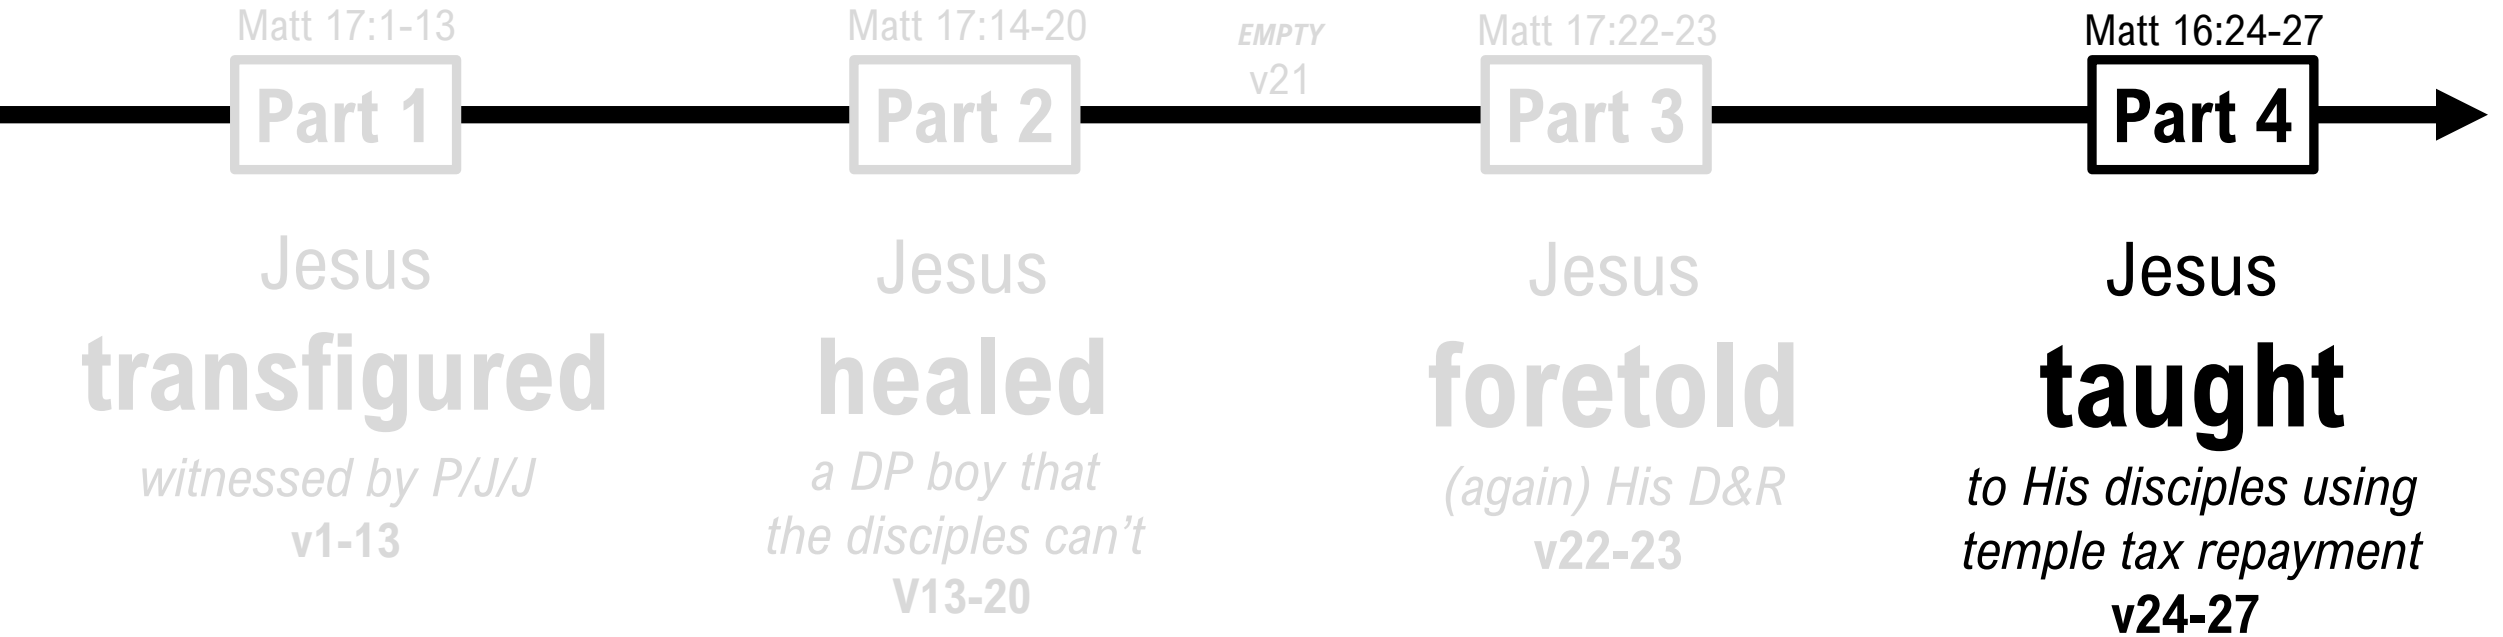 Matt 17:1-13
Part 1
Jesus
transfigured
witnessed by P/J/J
v1-13
Matt 17:14-20
Part 2
Jesus
healed
a DP boy that
the disciples can't
v13-20
EMPTY
v21
Matt 17:22-23
Part 3
Jesus
foretold
(again) His D&R
v22-23
Matt 16:24-27
Part 4
Jesus
taught
to His disciples using
temple tax repayment
v24-27